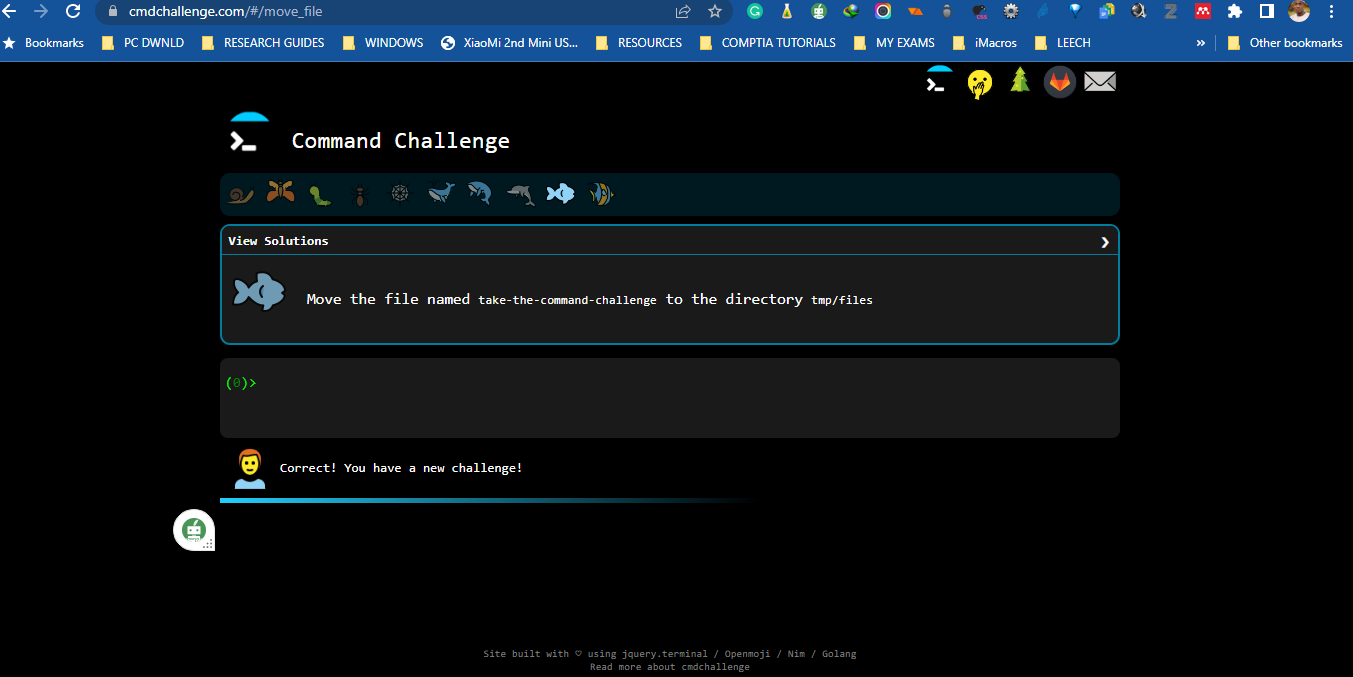 cmdchallenge.com/#/move_file
Bookmarks PC DWNLD RESEARCH GUIDES WINDOWS XiaoMi 2nd Mini US... RESOURCES COMPTIA TUTORIALS MY EXAMS iMacros LEECH » Other bookmarks
Command Challenge
View Solutions
Move the file named take-the-command-challenge to the directory tmp/files
(0)>
Correct! You have a new challenge!
Site built with ♡ using jquery.terminal / Openmoji / Nim / Golang
Read more about cmdchallenge